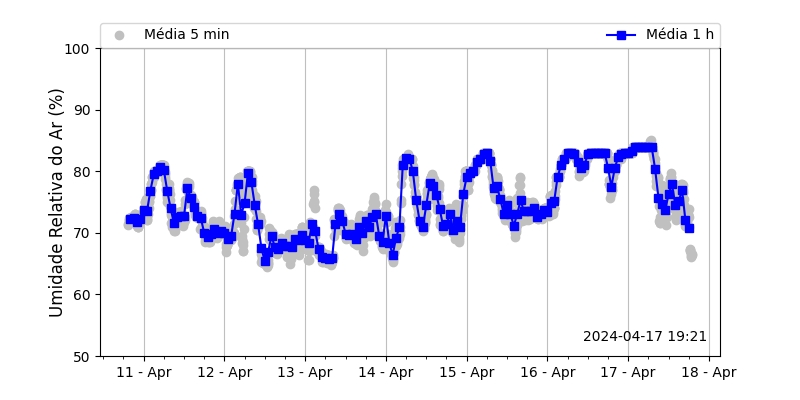 Média 5 min
Média 1 h
Umidade Relativa do Ar (%)
100
90
80
70
60
50
2024-04-17 19:21
11 - Apr
12 - Apr
13 - Apr
14 - Apr
15 - Apr
16 - Apr
17 - Apr
18 - Apr